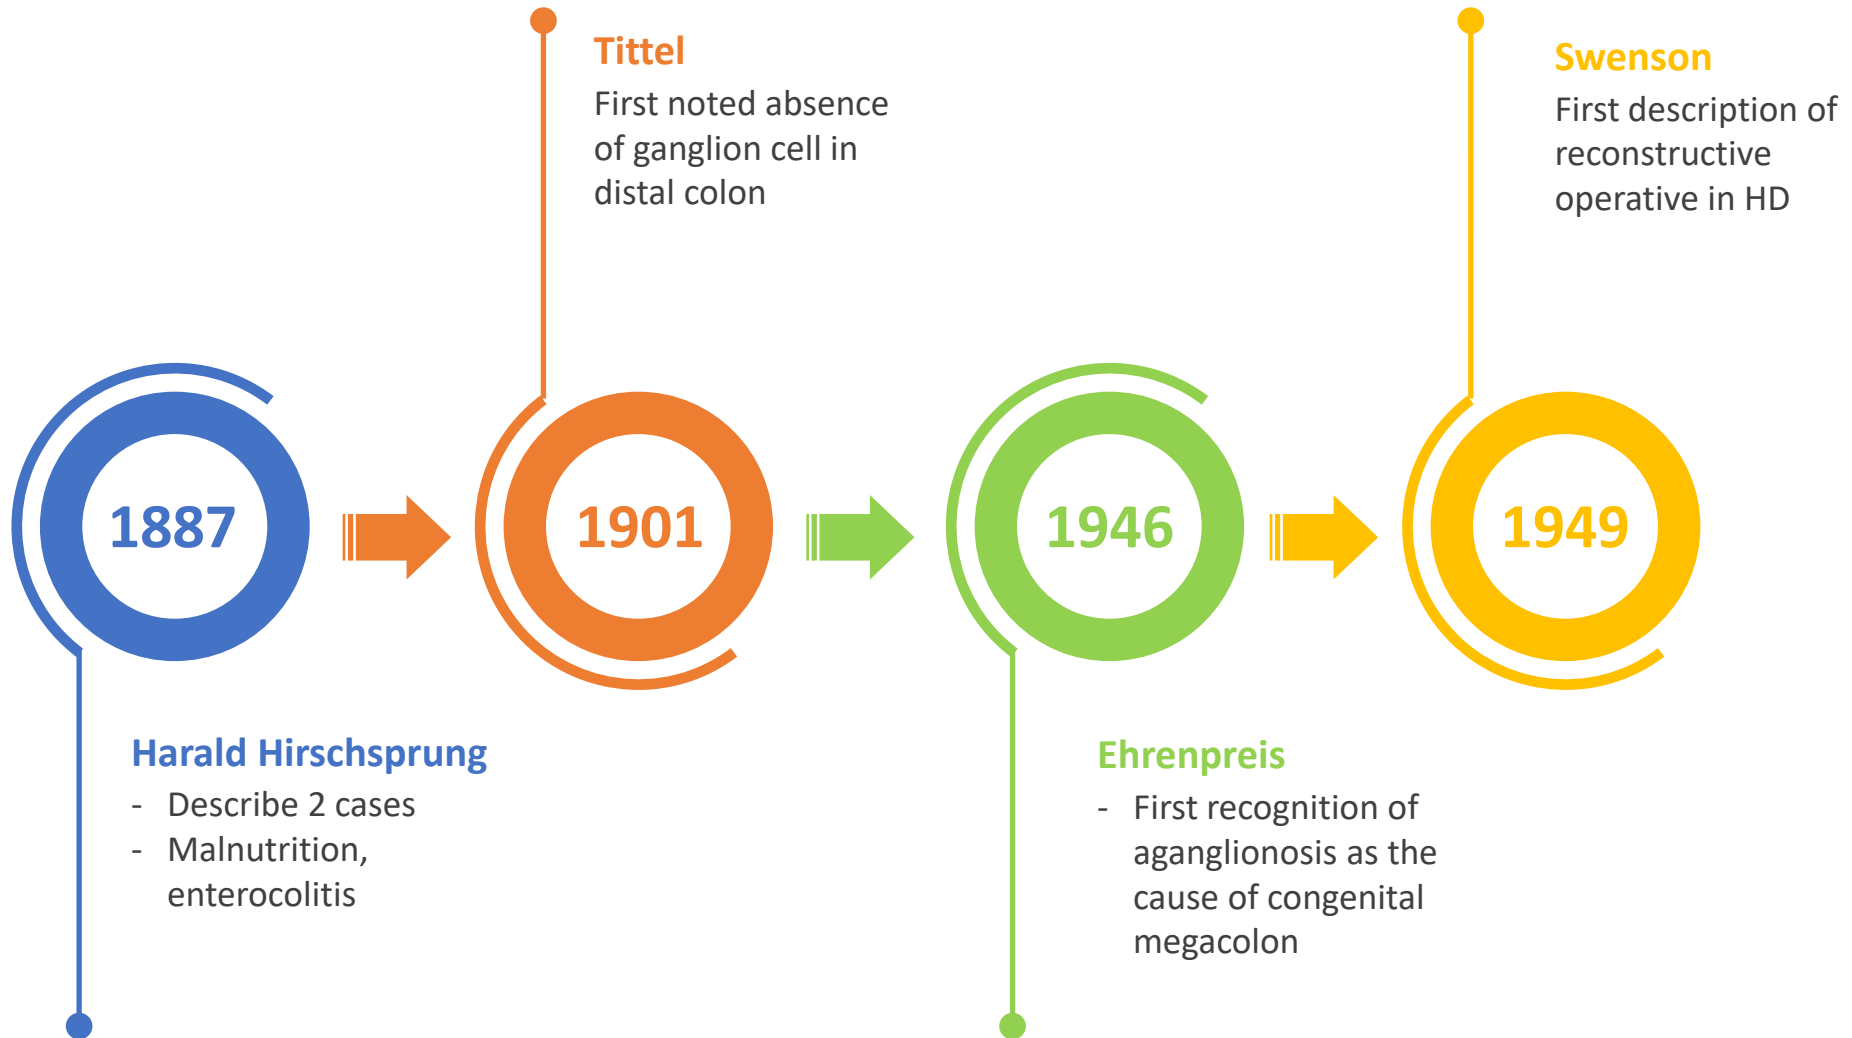 1887
Harald Hirschsprung
- Describe 2 cases
- Malnutrition,
enterocolitis
1901
Tittel
First noted absence
of ganglion cell in
distal colon
1946
Ehrenpreis
- First recognition of
aganglionosis as the
cause of congenital
megacolon
1949
Swenson
First description of
reconstructive
operative in HD